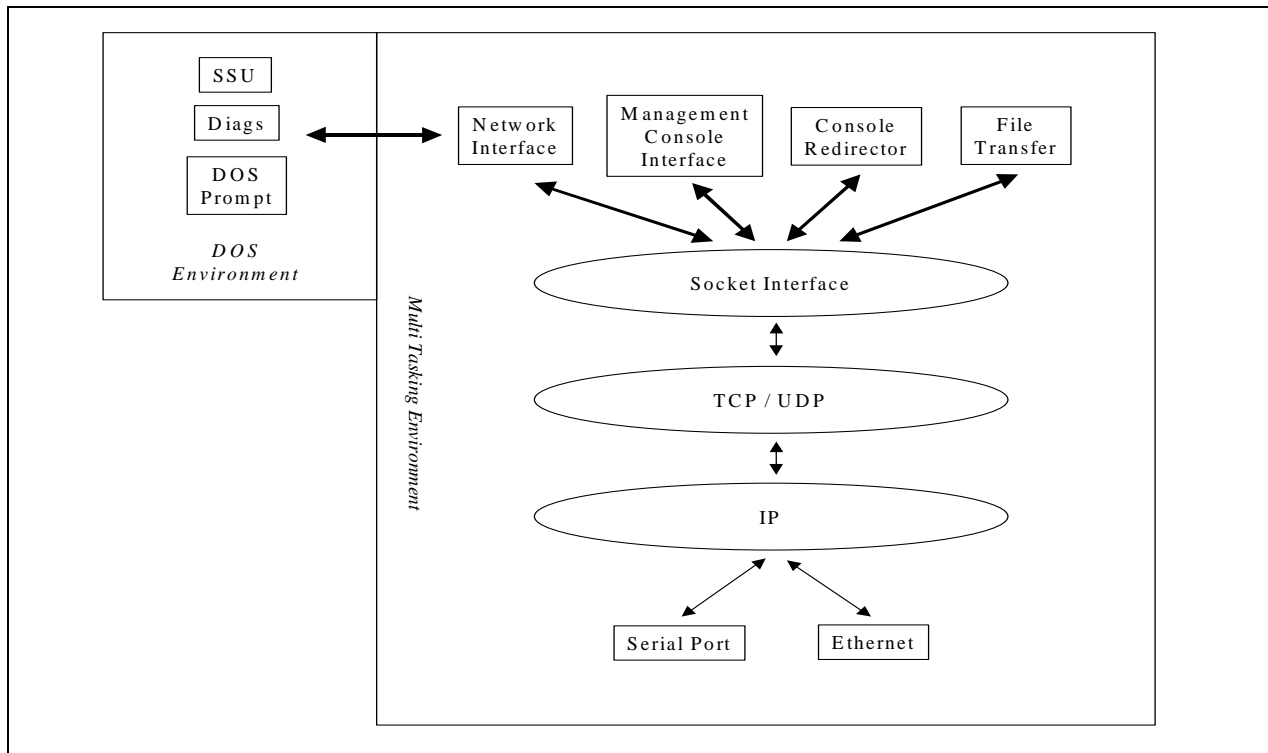 SSU
Diags
DOS
Prompt
DOS
Environment
Network
Interface
Management
Console
Interface
Console
Redirector
File
Transfer
Socket Interface
Multi Tasking Environment
TCP / UDP
IP
Serial Port
Ethernet